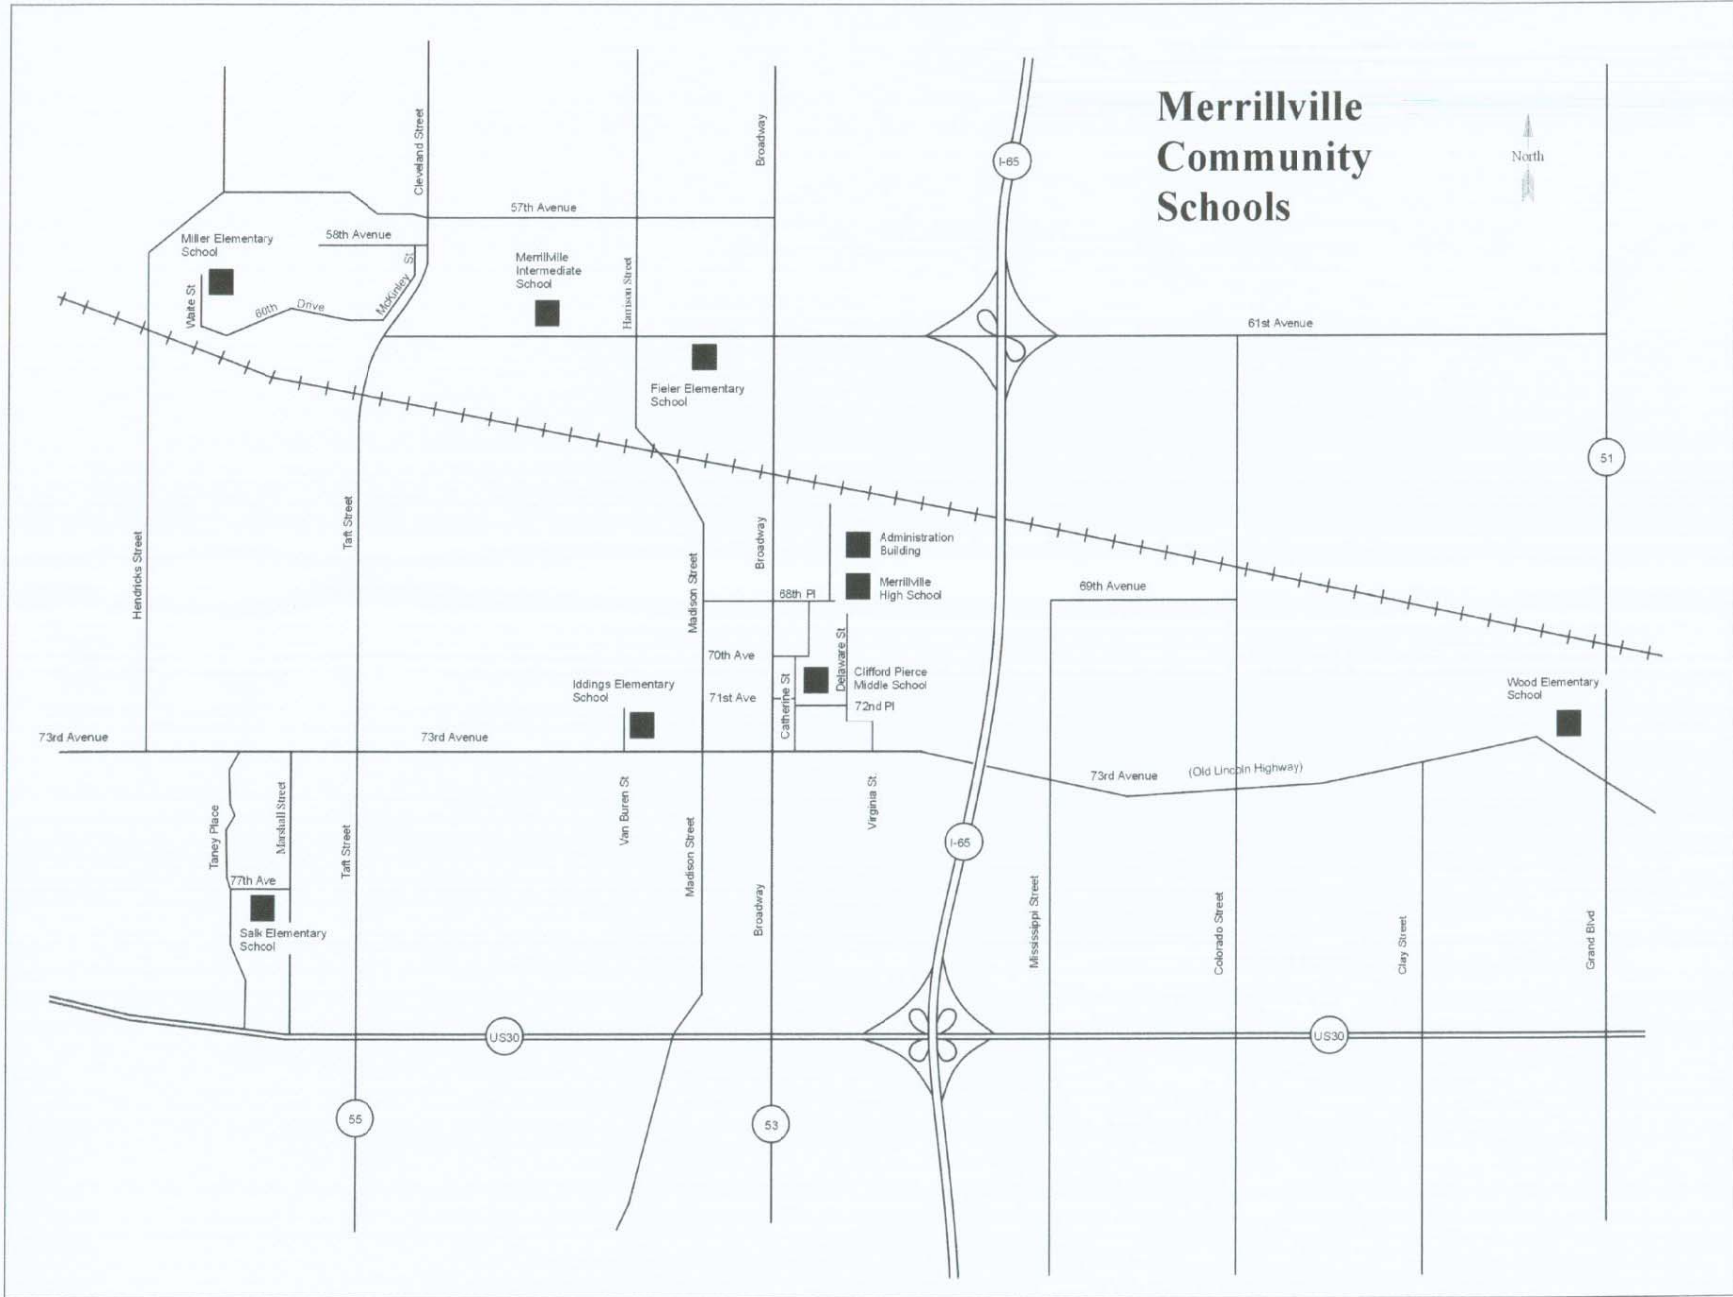 Merrillville
Community
Schools
North
Cleveland Street
Broadway
I-65
57th Avenue
58th Avenue
Miller Elementary
School
McKinley St
Merrillville
Intermediate
School
Harrison Street
Waite St
60th Drive
61st Avenue
Fieler Elementary
School
51
Hendricks Street
Taft Street
Madison Street
Broadway
Administration
Building
Merrillville
High School
68th Pl
69th Avenue
70th Ave
Delaware St
Clifford Pierce
Middle School
71st Ave
Catherine St
72nd Pl
Iddings Elementary
School
Wood Elementary
School
73rd Avenue
73rd Avenue
73rd Avenue
(Old Lincoln Highway)
Taney Place
Marshall Street
Taft Street
Van Buren St
Madison Street
Broadway
Virginia St.
I-65
77th Ave
Salk Elementary
School
Mississippi Street
Colorado Street
Clay Street
Grand Blvd
US30
US30
55
53